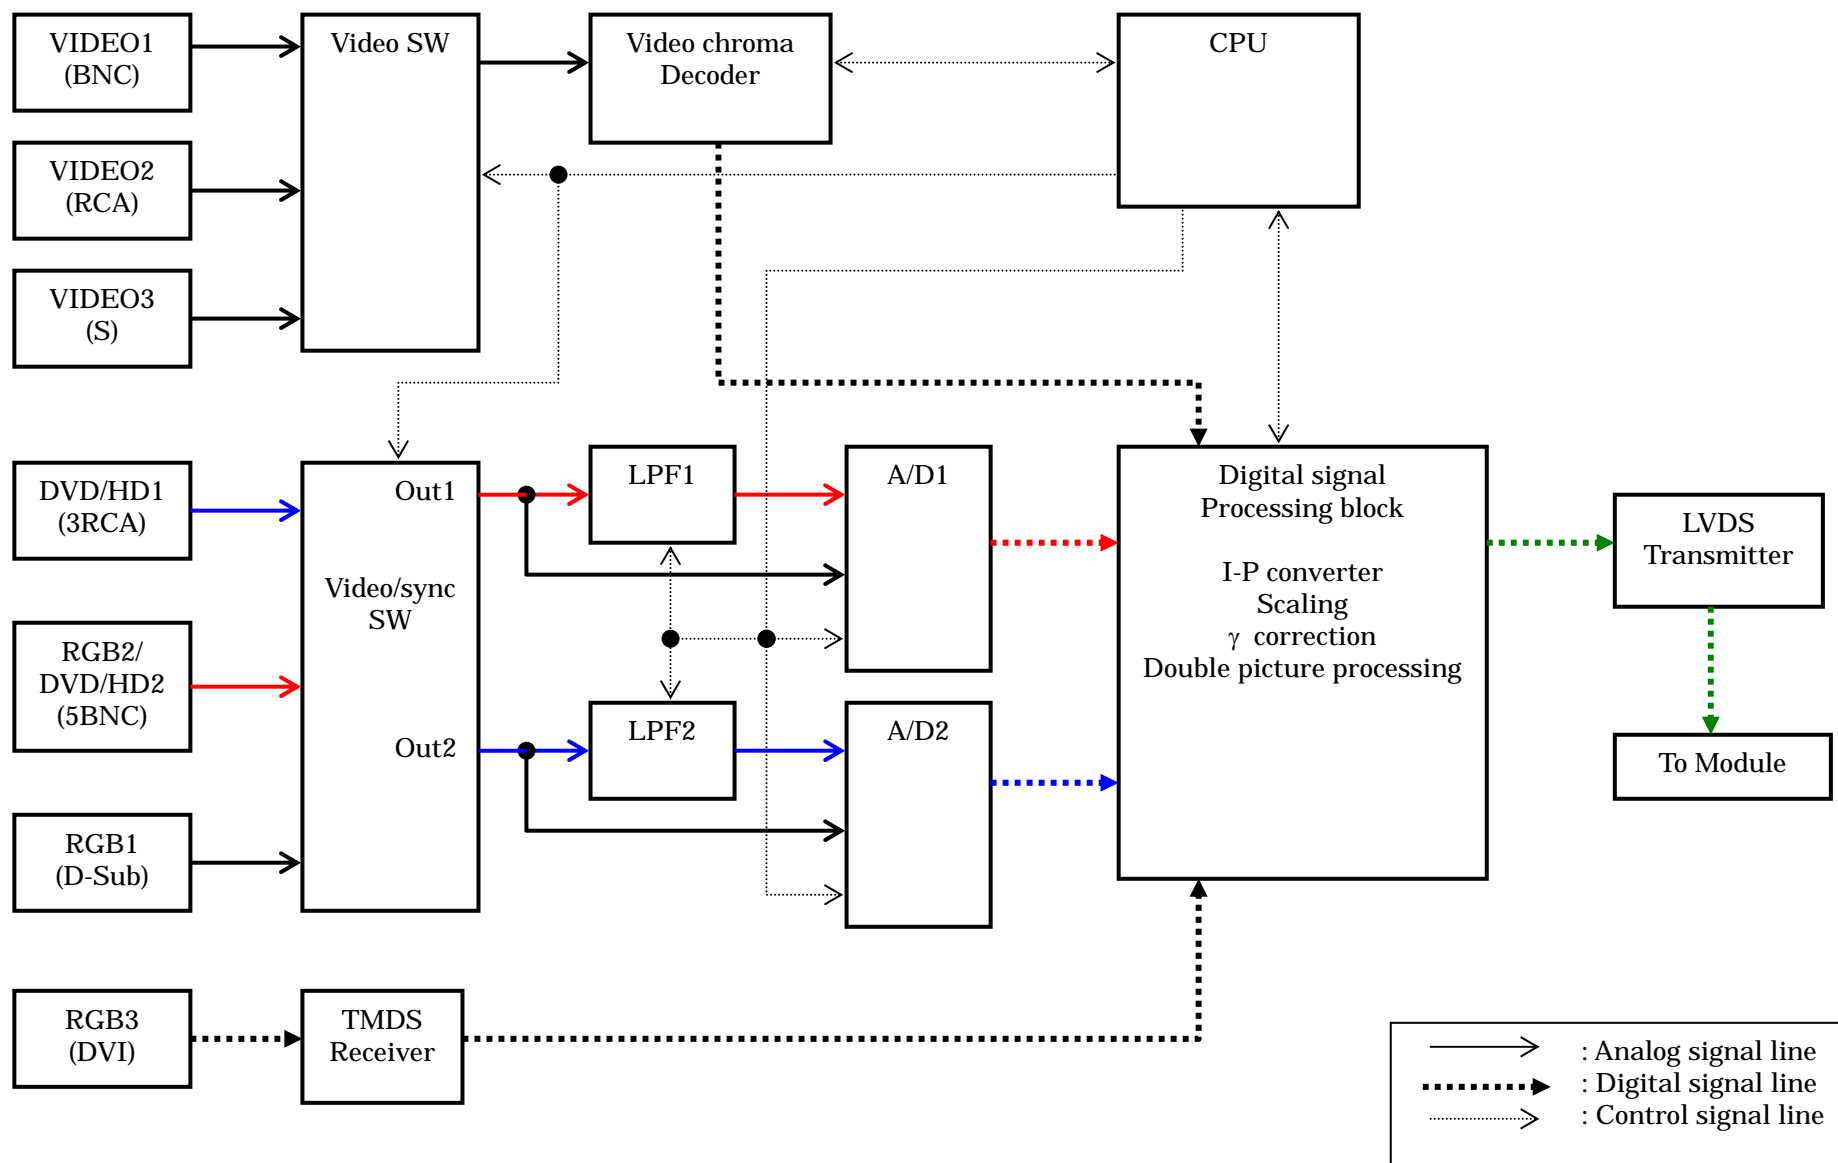 VIDEO1
(BNC)
Video SW
Video chroma
Decoder
CPU
VIDEO2
(RCA)
VIDEO3
(S)
DVD/HD1
(3RCA)
Out1
Video/sync
SW
Out2
LPF1
A/D1
Digital signal
Processing block
I-P converter
Scaling
γ correction
Double picture processing
LVDS
Transmitter
RGB2/
DVD/HD2
(5BNC)
LPF2
A/D2
To Module
RGB1
(D-Sub)
RGB3
(DVI)
TMDS
Receiver
: Analog signal line
: Digital signal line
: Control signal line